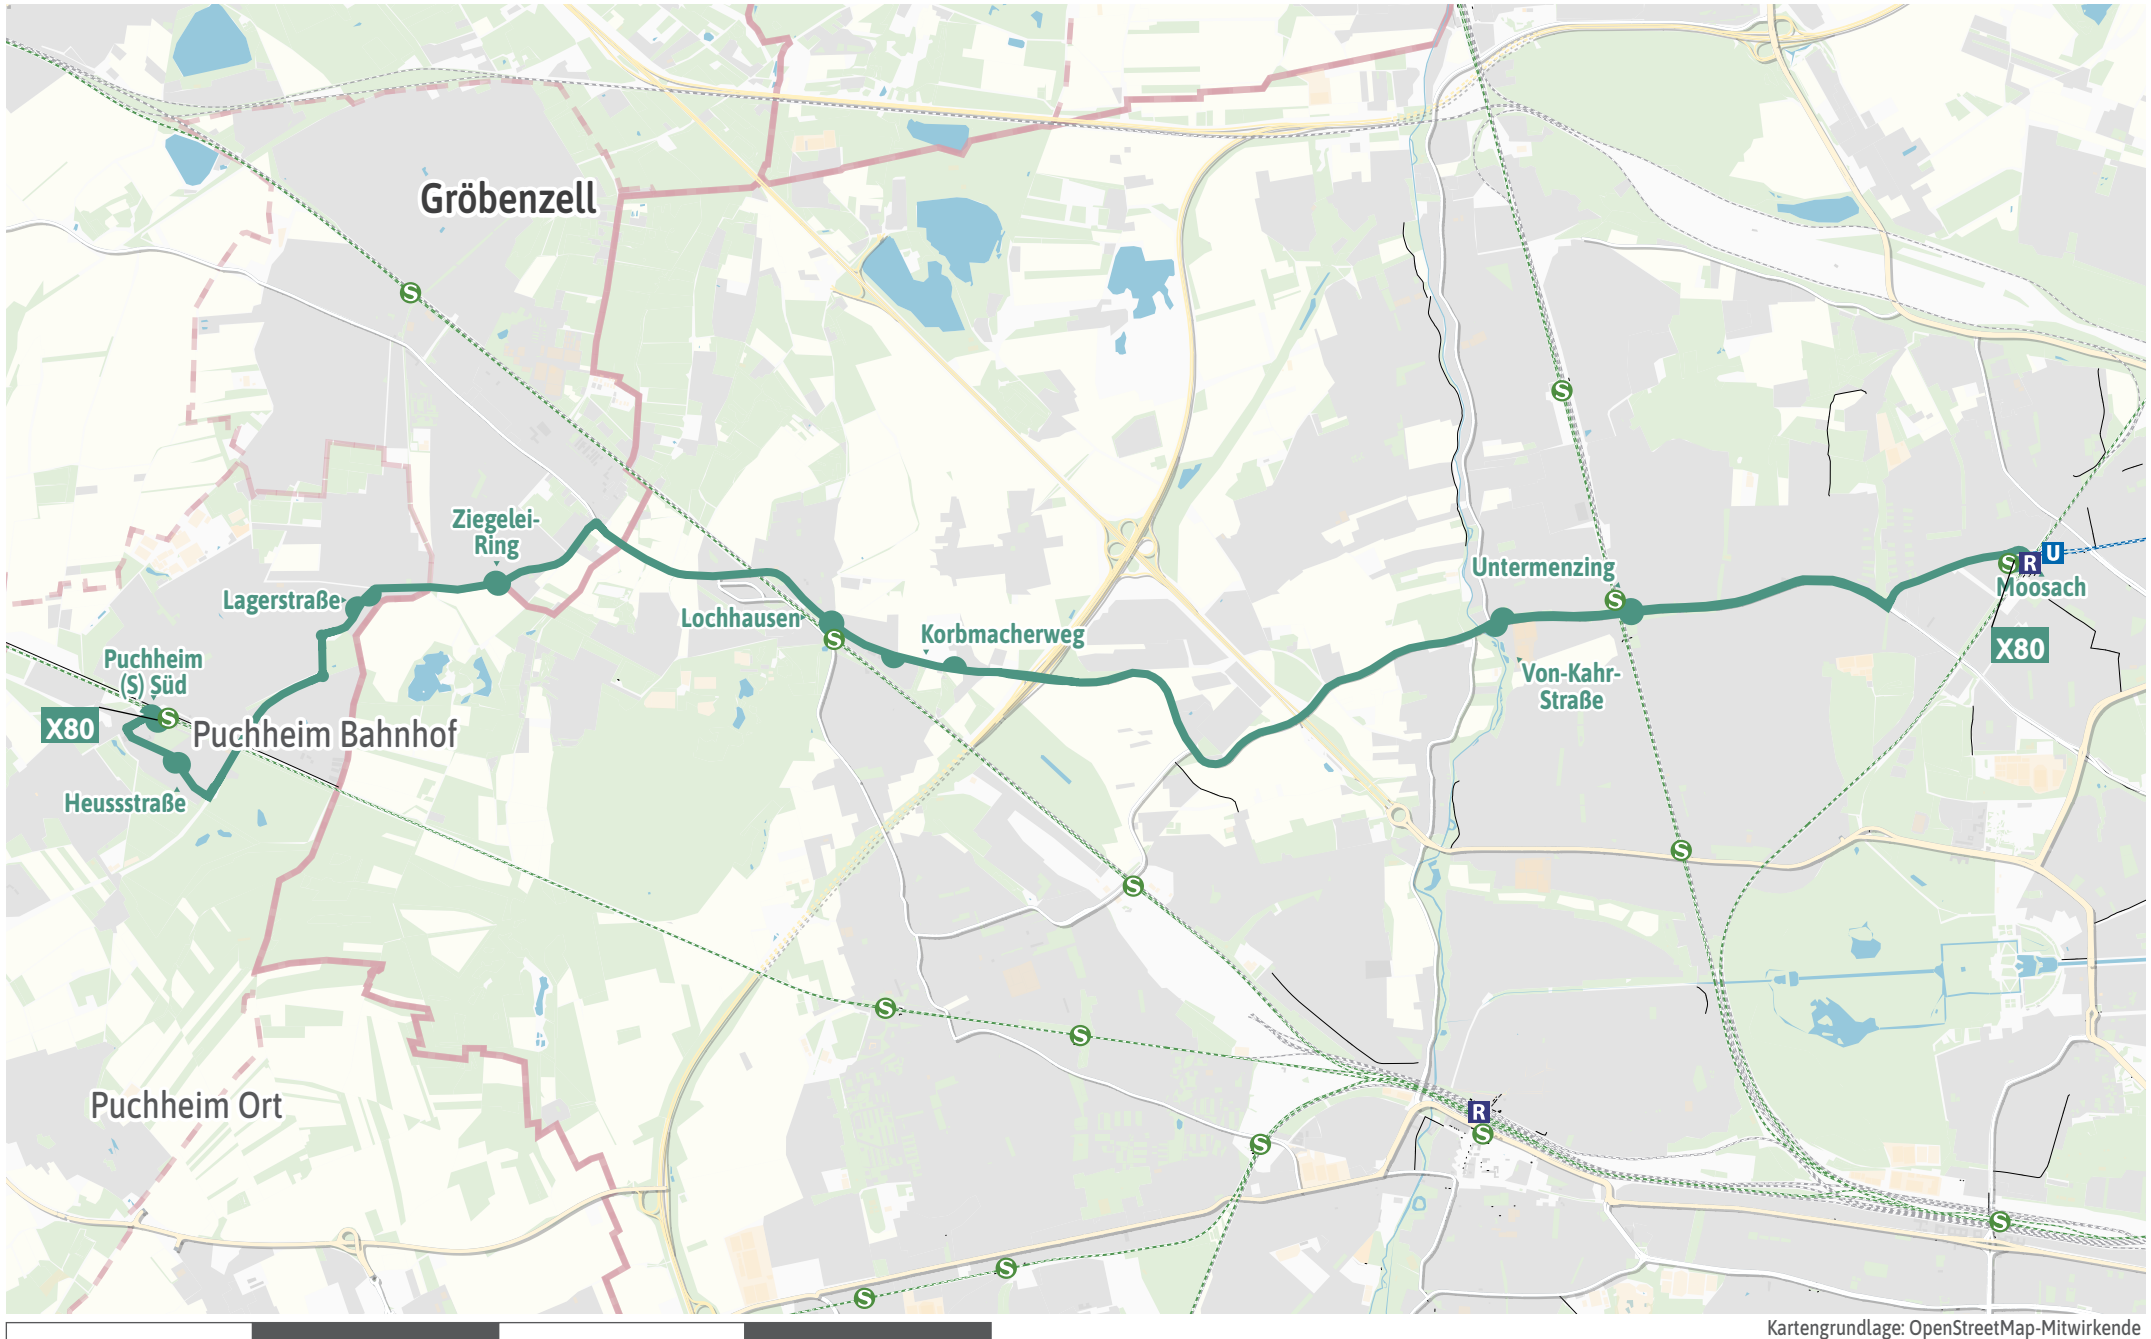 Gröbenzell
S
S
Ziegelei-
Ring
Lagerstraße
Lochhausen
S
Korbmacherweg
Untermenzing
S
Von-Kahr-
Straße
S
R
U
Moosach
X80
Puchheim
(S) Süd
S
X80
Puchheim Bahnhof
Heussstraße
S
S
S
S
Puchheim Ort
R
S
S
S
S
S
Kartengrundlage: OpenStreetMap-Mitwirkende